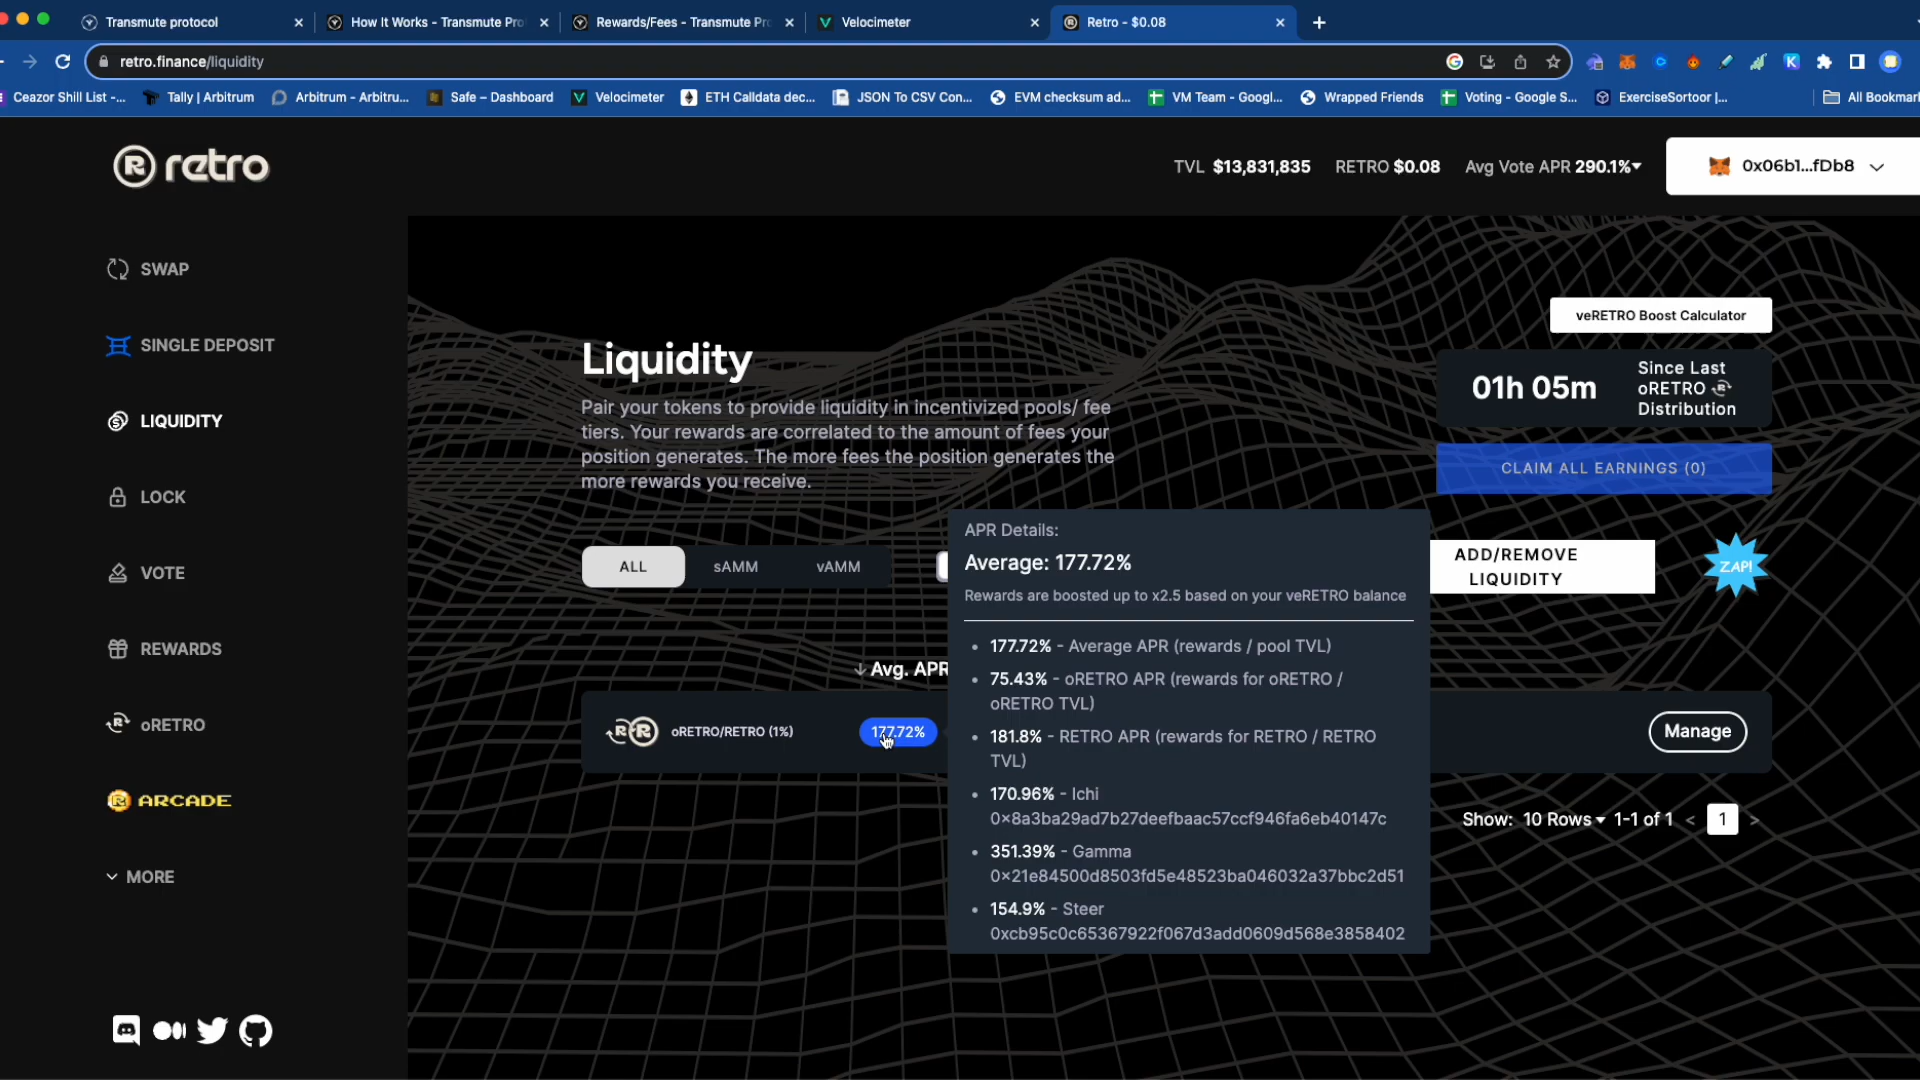 Transmute protocol
How It Works - Transmute Pro
Rewards/Fees - Transmute Pr
Velocimeter
Retro - $0.08
retro.finance/liquidity
Ceazor Shill List -...
Tally | Arbitrum
Arbitrum - Arbitru...
Safe – Dashboard
Velocimeter
ETH Calldata dec...
JSON To CSV Con...
EVM checksum ad...
VM Team - Googl...
Wrapped Friends
Voting - Google S...
ExerciseSortoor |...
All Bookmar
retro
TVL $13,831,835
RETRO $0.08
Avg Vote APR 290.1%
0x06b1...fDb8
SWAP
SINGLE DEPOSIT
LIQUIDITY
LOCK
VOTE
REWARDS
oRETRO
ARCADE
MORE
veRETRO Boost Calculator
Liquidity
Pair your tokens to provide liquidity in incentivized pools/ fee
tiers. Your rewards are correlated to the amount of fees your
position generates. The more fees the position generates the
more rewards you receive.
01h 05m
Since Last
oRETRO
Distribution
CLAIM ALL EARNINGS (0)
ALL
sAMM
vAMM
ADD/REMOVE
LIQUIDITY
ZAP!
↓ Avg. APR
oRETRO/RETRO (1%)
177.72%
Manage
APR Details:
Average: 177.72%
Rewards are boosted up to x2.5 based on your veRETRO balance
• 177.72% - Average APR (rewards / pool TVL)
• 75.43% - oRETRO APR (rewards for oRETRO /
oRETRO TVL)
• 181.8% - RETRO APR (rewards for RETRO / RETRO
TVL)
• 170.96% - Ichi
0x8a3ba29ad7b27deefbaac57ccf946fa6eb40147c
• 351.39% - Gamma
0x21e84500d8503fd5e48523ba046032a37bbc2d51
• 154.9% - Steer
0xcb95c0c65367922f067d3add0609d568e3858402
Show: 10 Rows 1-1 of 1 < 1 >